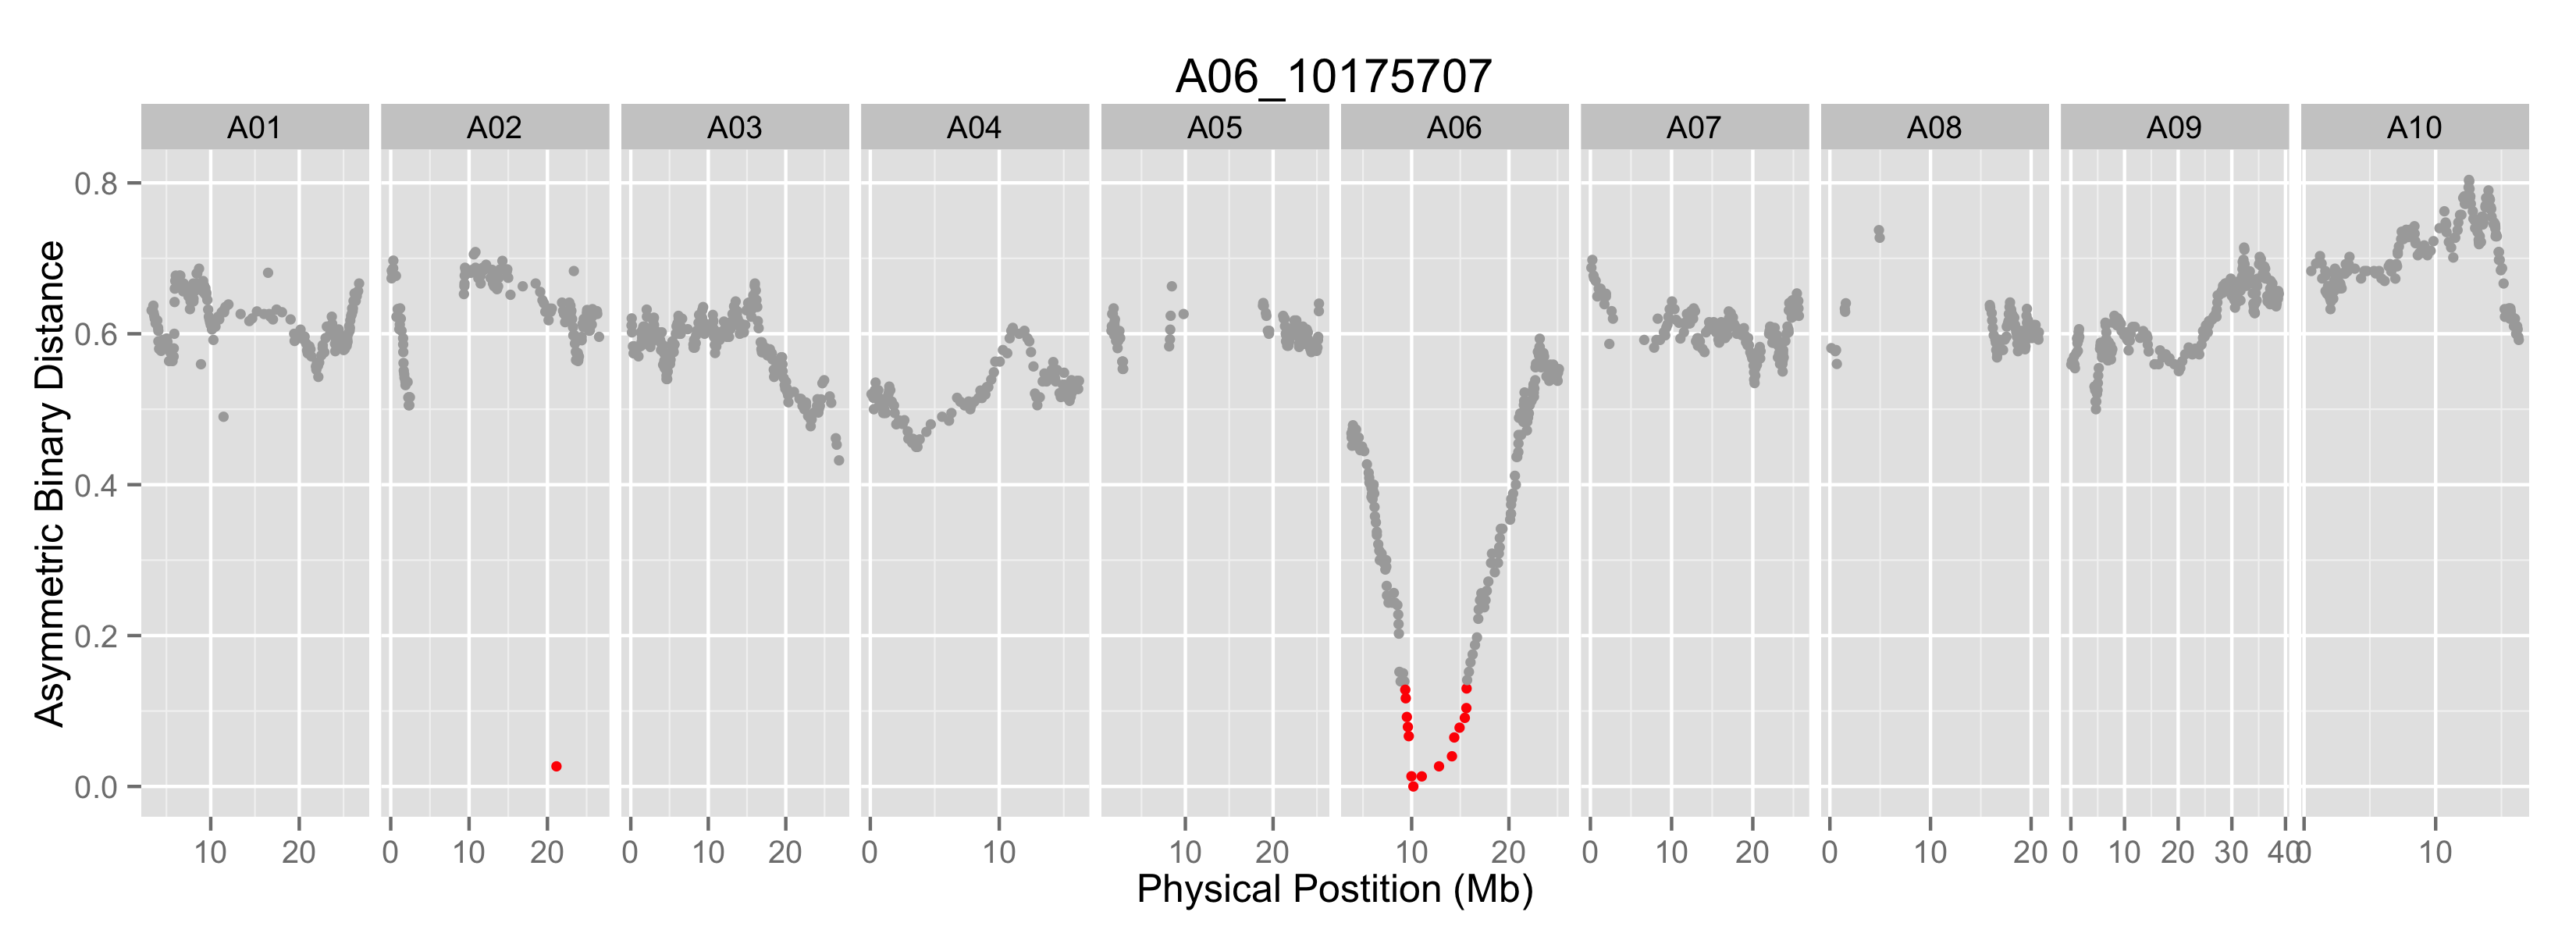 A06_10175707
A01 A02 A03 A04 A05 A06 A07 A08 A09 A10
Asymmetric Binary Distance
0.8
0.6
0.4
0.2
0.0
10 20 0 10 20 0 10 20 0 10 10 20 10 20 0 10 20 0 10 20 0 10 20 30 40 0 10
Physical Postition (Mb)